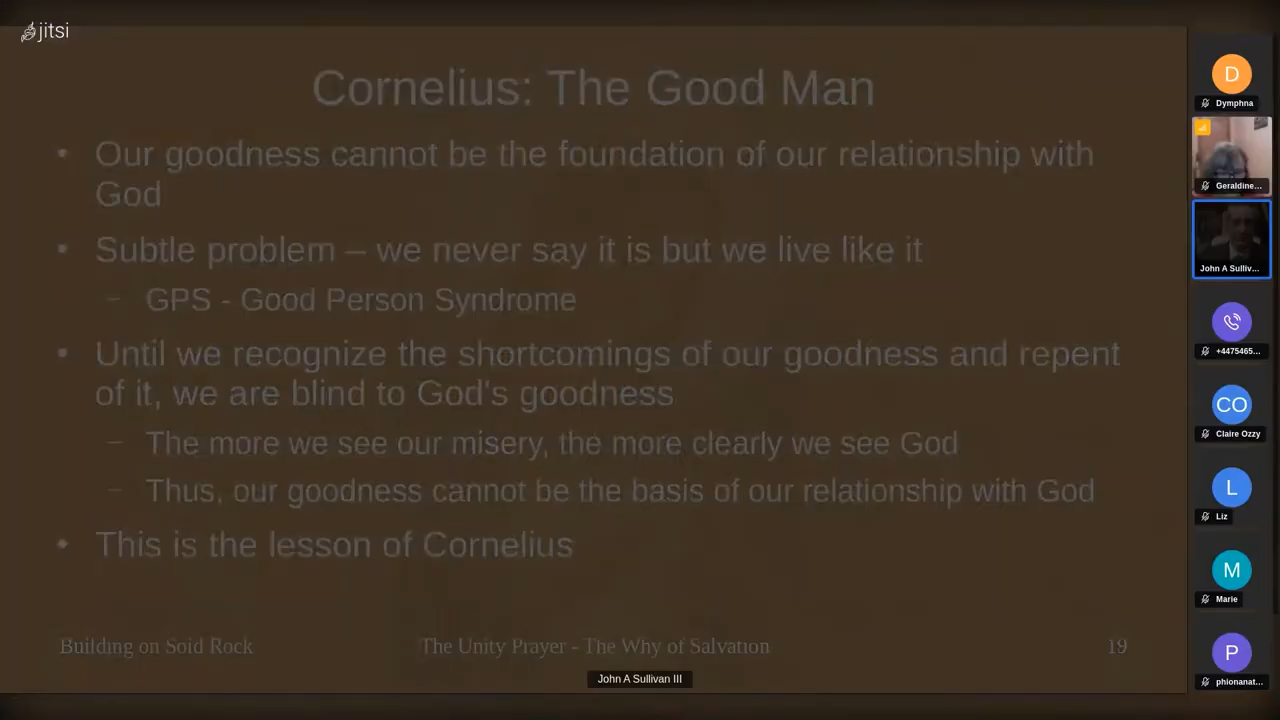 jitsi
Cornelius: The Good Man
• Our goodness cannot be the foundation of our relationship with
God
• Subtle problem – we never say it is but we live like it
– GPS - Good Person Syndrome
• Until we recognize the shortcomings of our goodness and repent
of it, we are blind to God's goodness
– The more we see our misery, the more clearly we see God
– Thus, our goodness cannot be the basis of our relationship with God
• This is the lesson of Cornelius
Building on Soid Rock
The Unity Prayer - The Why of Salvation
19
John A Sullivan III
D
Dymphna
Geraldine...
John A Sulliv...
+4475465...
CO
Claire Ozzy
L
Liz
M
Marie
P
phionanat...